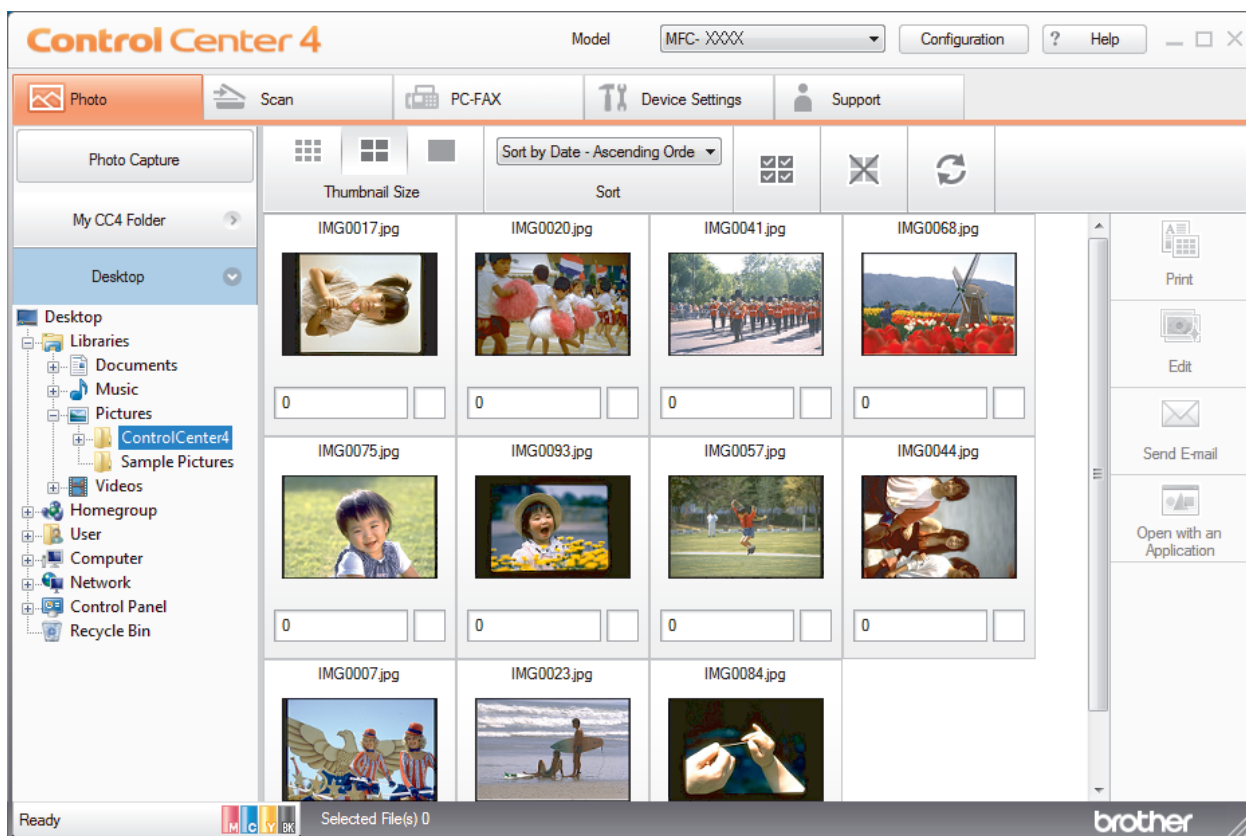 ControlCenter 4
Model
MFC- XXXX
Configuration
? Help
Photo
Scan
PC-FAX
Device Settings
Support
Photo Capture
My CC4 Folder
Desktop
Thumbnail Size
Sort by Date - Ascending Orde
Sort
Desktop
Libraries
Documents
Music
Pictures
ControlCenter4
Sample Pictures
Videos
Homegroup
User
Computer
Network
Control Panel
Recycle Bin
IMG0017.jpg
IMG0020.jpg
IMG0041.jpg
IMG0068.jpg
0
0
0
0
IMG0075.jpg
IMG0093.jpg
IMG0057.jpg
IMG0044.jpg
0
0
0
0
IMG0007.jpg
IMG0023.jpg
IMG0084.jpg
Print
Edit
Send E-mail
Open with an
Application
Ready
M C Y BK
Selected File(s) 0
brother